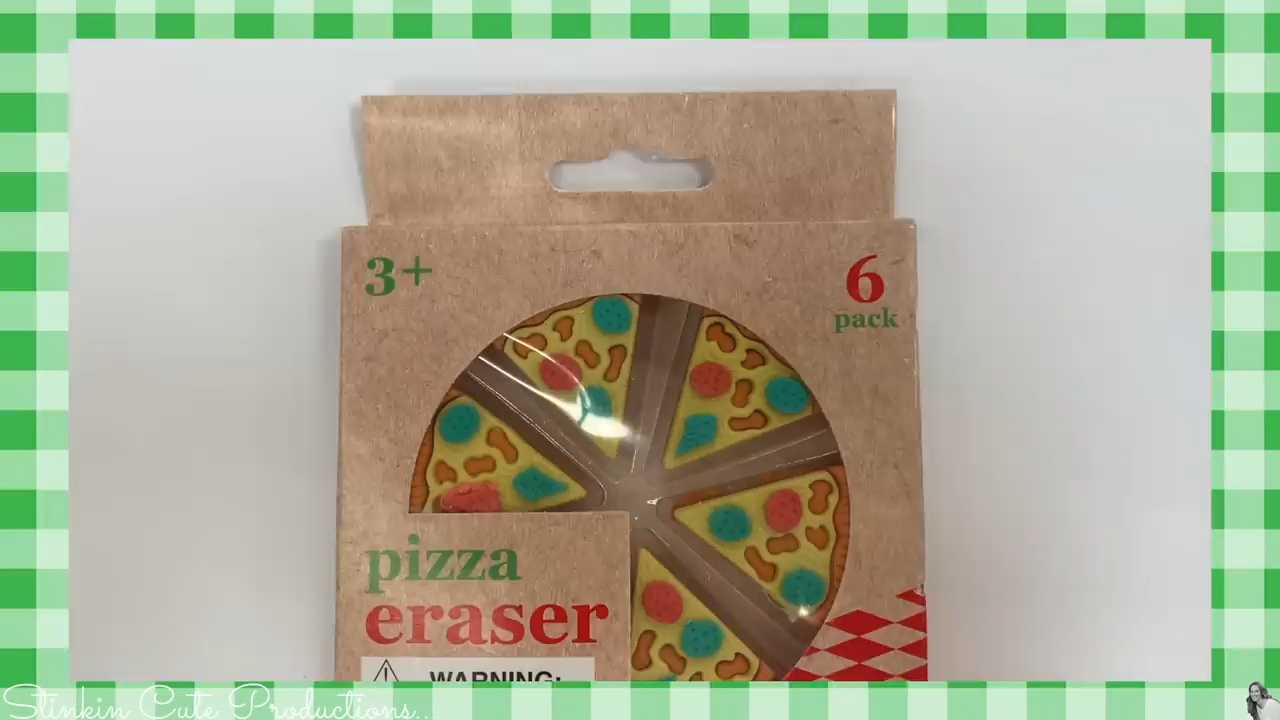 3+
6
pack
pizza
eraser
WARNING:
Stinkin Cute Productions..